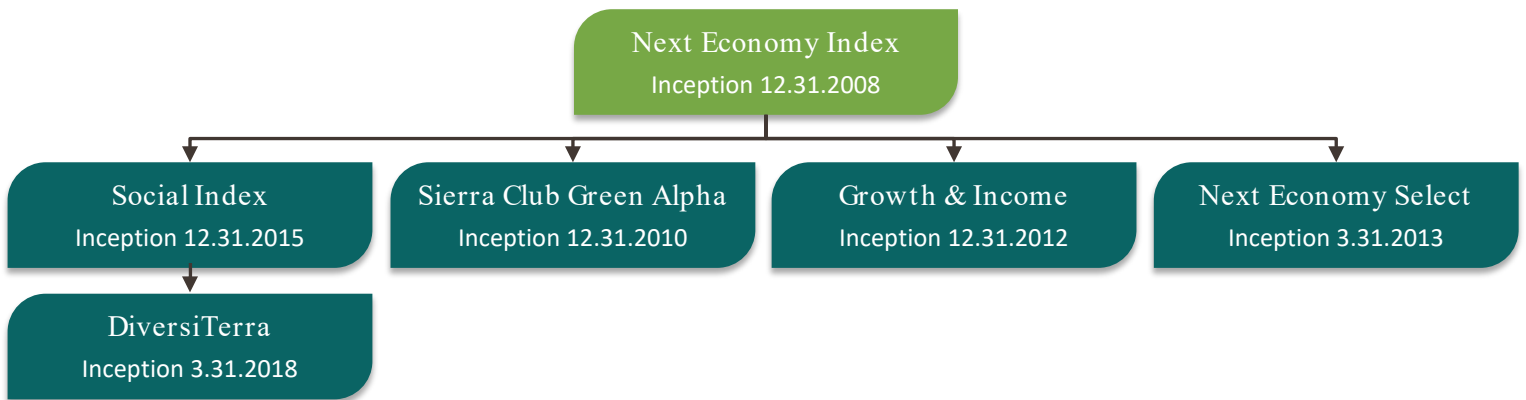 Next Economy Index
Inception 12.31.2008
Social Index
Inception 12.31.2015
Sierra Club Green Alpha
Inception 12.31.2010
Growth & Income
Inception 12.31.2012
Next Economy Select
Inception 3.31.2013
DiversiTerra
Inception 3.31.2018